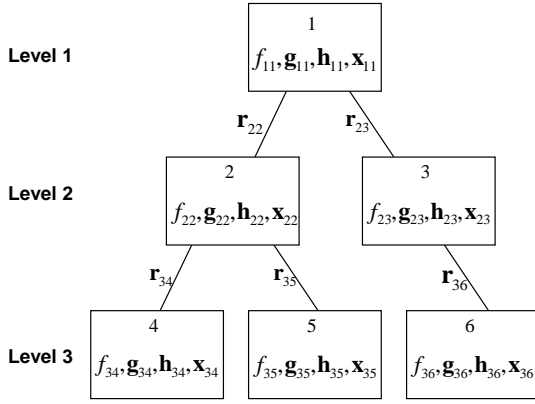 1
Level 1
f₁₁, g₁₁, h₁₁, x₁₁
r₂₂ r₂₃
2 3
Level 2
f₂₂, g₂₂, h₂₂, x₂₂ f₂₃, g₂₃, h₂₃, x₂₃
r₃₄ r₃₅ r₃₆
4 5 6
Level 3
f₃₄, g₃₄, h₃₄, x₃₄ f₃₅, g₃₅, h₃₅, x₃₅ f₃₆, g₃₆, h₃₆, x₃₆